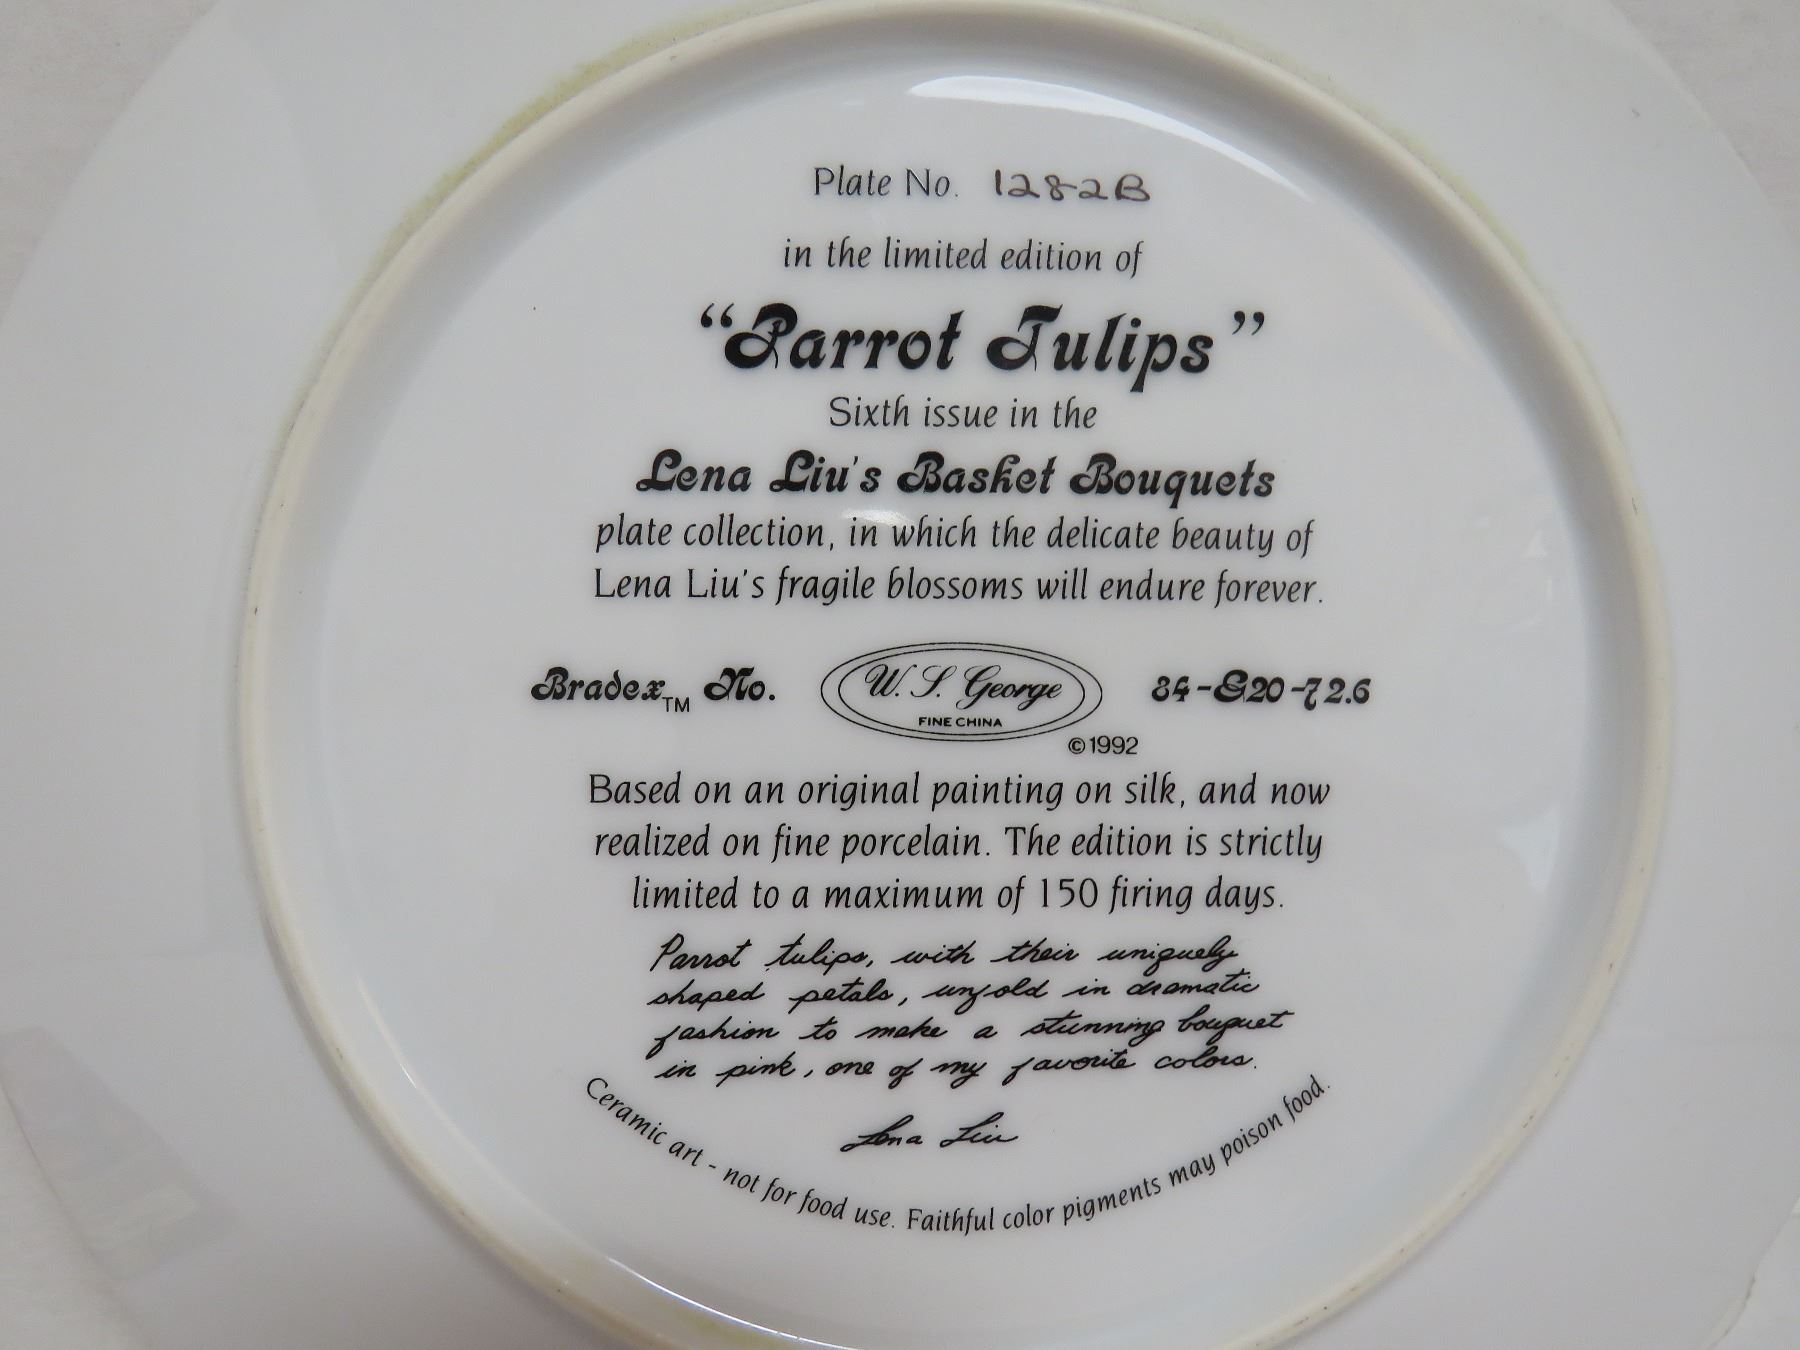 Plate No. 1282B
in the limited edition of
“Parrot Tulips”
Sixth issue in the
Lena Liu's Basket Bouquets
plate collection, in which the delicate beauty of
Lena Liu's fragile blossoms will endure forever.
Bradex™ No. W. S. George 84-G20-72.6
FINE CHINA
©1992
Based on an original painting on silk, and now
realized on fine porcelain. The edition is strictly
limited to a maximum of 150 firing days.
Parrot tulips, with their uniquely
shaped petals, unfold in dramatic
fashion to make a stunning bouquet
in pink, one of my favorite colors.
Lena Liu
Ceramic art - not for food use. Faithful color pigments may poison food.